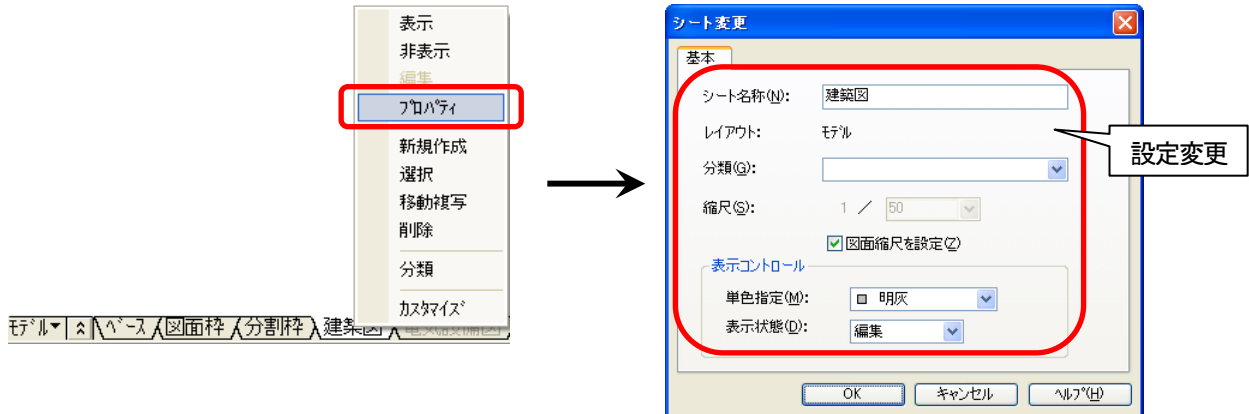 表示
非表示
編集
ﾌﾟﾛﾊﾟﾃｨ
新規作成
選択
移動複写
削除
分類
ｶｽﾀﾏｲｽﾞ
ﾓﾃﾞﾙ ﾍﾞｰｽ 図面枠 分割枠 建築図 電気設備図
シート変更
基本
シート名称(N): 建築図
レイアウト: ﾓﾃﾞﾙ
分類(G):
縮尺(S): 1 / 50
図面縮尺を設定(Z)
表示コントロール
単色指定(M): 明灰
表示状態(D): 編集
OK キャンセル ﾍﾙﾌﾟ(H)
設定変更